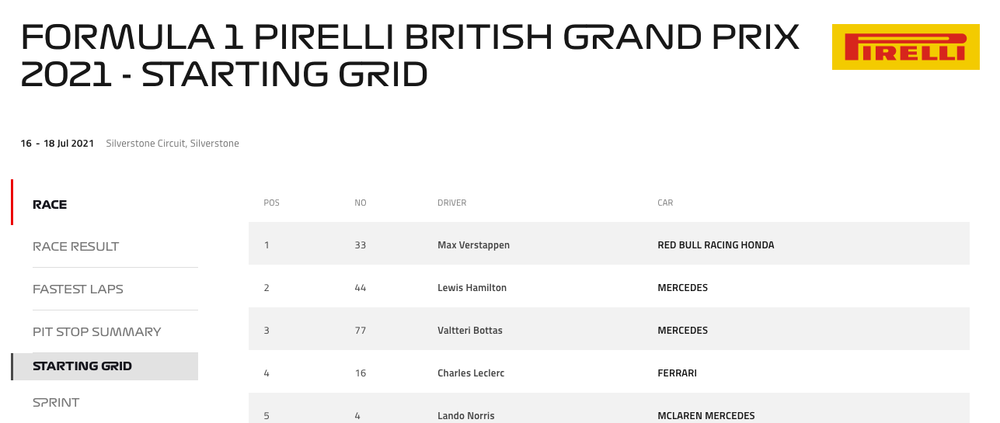 FORMULA 1 PIRELLI BRITISH GRAND PRIX
2021 - STARTING GRID
PIRELLI
16 - 18 Jul 2021 Silverstone Circuit, Silverstone
RACE
RACE RESULT
FASTEST LAPS
PIT STOP SUMMARY
STARTING GRID
SPRINT
POS NO DRIVER CAR
1 33 Max Verstappen RED BULL RACING HONDA
2 44 Lewis Hamilton MERCEDES
3 77 Valtteri Bottas MERCEDES
4 16 Charles Leclerc FERRARI
5 4 Lando Norris MCLAREN MERCEDES